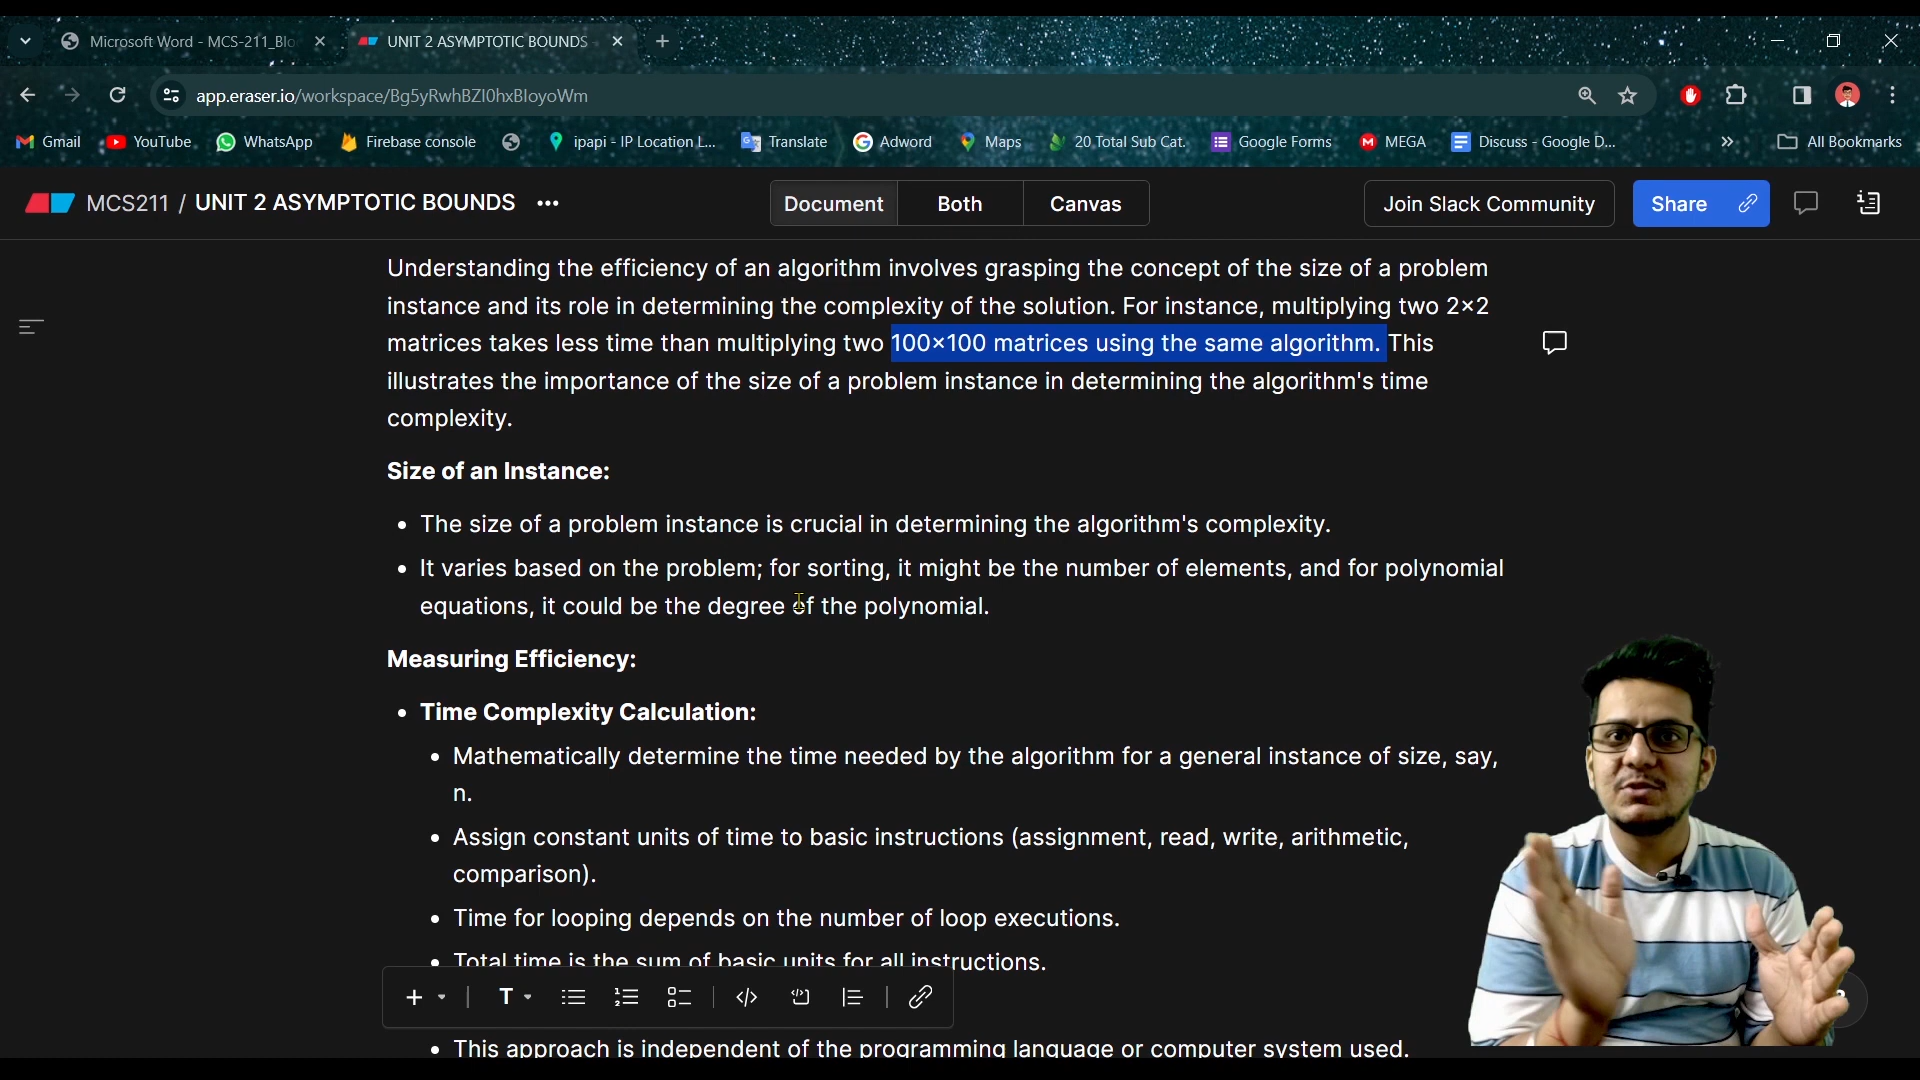 Microsoft Word - MCS-211_Blo
UNIT 2 ASYMPTOTIC BOUNDS
app.eraser.io/workspace/Bg5yRwhBZI0hxBIoyoWm
Gmail YouTube WhatsApp Firebase console ipapi - IP Location L... Translate Adword Maps 20 Total Sub Cat. Google Forms MEGA Discuss - Google D... » All Bookmarks
MCS211 / UNIT 2 ASYMPTOTIC BOUNDS ••• Document Both Canvas Join Slack Community Share
Understanding the efficiency of an algorithm involves grasping the concept of the size of a problem
instance and its role in determining the complexity of the solution. For instance, multiplying two 2×2
matrices takes less time than multiplying two 100×100 matrices using the same algorithm. This
illustrates the importance of the size of a problem instance in determining the algorithm's time
complexity.
Size of an Instance:
• The size of a problem instance is crucial in determining the algorithm's complexity.
• It varies based on the problem; for sorting, it might be the number of elements, and for polynomial
equations, it could be the degree of the polynomial.
Measuring Efficiency:
• Time Complexity Calculation:
• Mathematically determine the time needed by the algorithm for a general instance of size, say,
n.
• Assign constant units of time to basic instructions (assignment, read, write, arithmetic,
comparison).
• Time for looping depends on the number of loop executions.
• Total time is the sum of basic units for all instructions.
T
• This approach is independent of the programming language or computer system used.